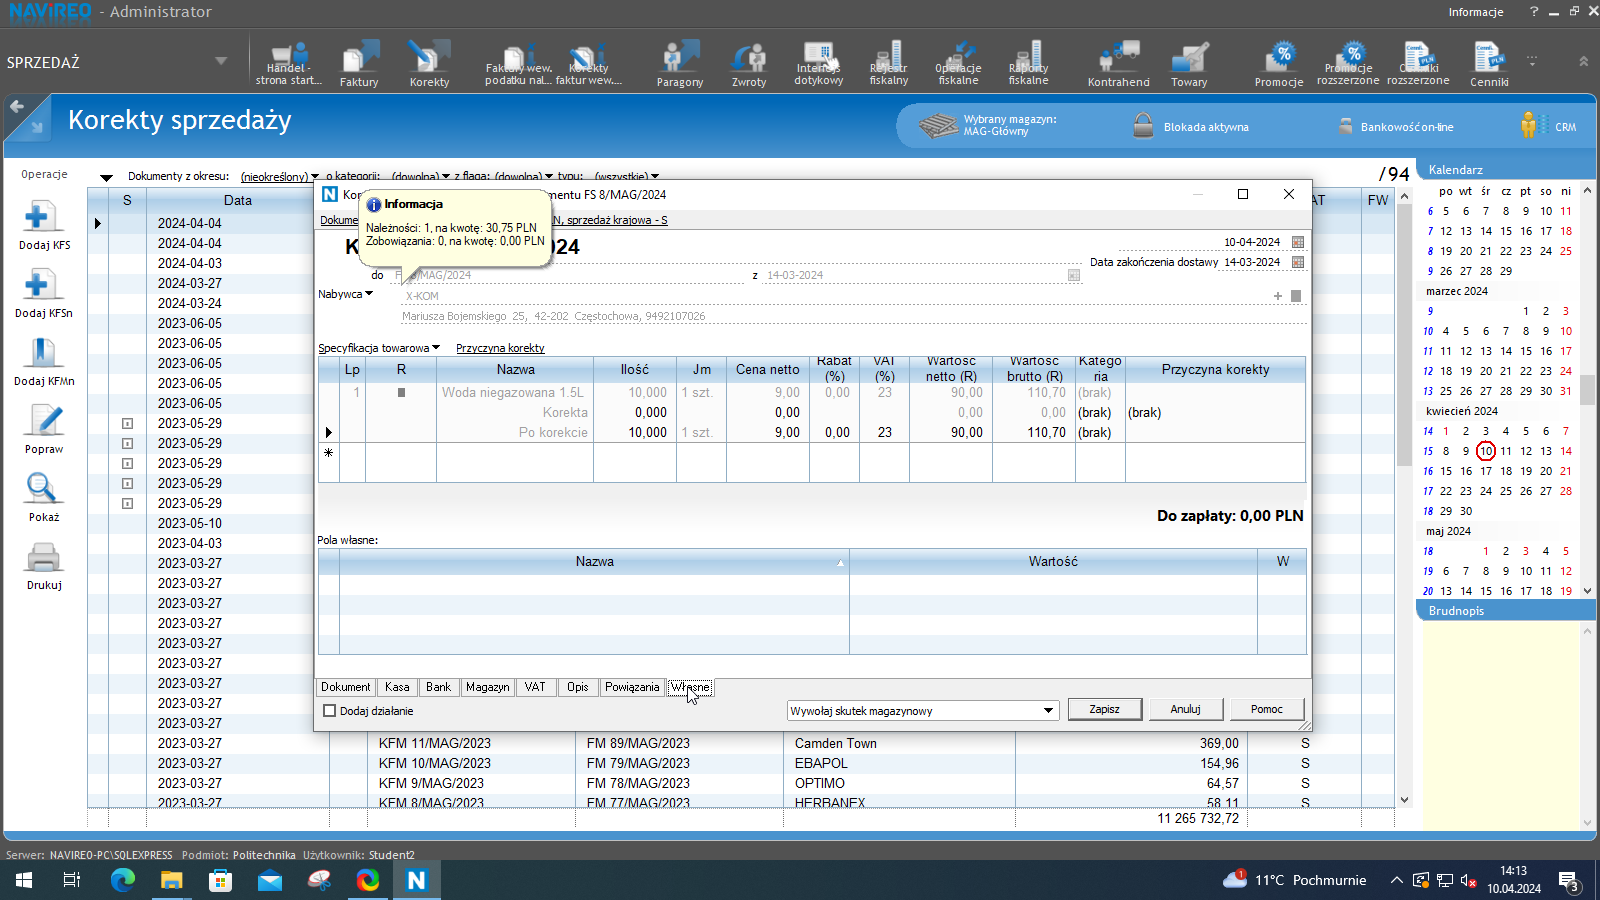 NAVIREO - Administrator
Informacje ?
SPRZEDAŻ
Handel - strona start...
Faktury
Korekty
Faktury wew. podatku nal...
Korekty faktur wew....
Paragony
Zwroty
Interfejs dotykowy
Rejestr fiskalny
Operacje fiskalne
Raporty fiskalne
Kontrahenci
Towary
Promocje
Promocje rozszerzone
Cenniki rozszerzone
Cenniki
Korekty sprzedaży
Wybrany magazyn:
MAG-Główny
Blokada aktywna
Bankowość on-line
CRM
Operacje
Dodaj KFS
Dodaj KFSn
Dodaj KFMn
Popraw
Pokaż
Drukuj
Dokumenty z okresu: (nieokreślony) o kategorii: (dowolna) z flagą: (dowolna) typu: (wszystkie)
/94
S Data
FW
2024-04-04
2024-04-04
2024-04-03
2024-03-27
2024-03-24
2023-06-05
2023-06-05
2023-06-05
2023-06-05
2023-06-05
2023-05-29
2023-05-29
2023-05-29
2023-05-29
2023-05-29
2023-05-10
2023-04-03
2023-03-27
2023-03-27
2023-03-27
2023-03-27
2023-03-27
2023-03-27
2023-03-27
2023-03-27
2023-03-27
2023-03-27 KFM 11/MAG/2023 FM 89/MAG/2023 Camden Town 369,00 S
2023-03-27 KFM 10/MAG/2023 FM 79/MAG/2023 EBAPOL 154,96 S
2023-03-27 KFM 9/MAG/2023 FM 78/MAG/2023 OPTIMO 64,57 S
2023-03-27 KFM 8/MAG/2023 FM 77/MAG/2023 HERBANEX 58,11 S
11 265 732,72
FS 8/MAG/2024
Informacja
Należności: 1, na kwotę: 30,75 PLN
Zobowiązania: 0, na kwotę: 0,00 PLN
, sprzedaż krajowa - S
10-04-2024
do z 14-03-2024
Data zakończenia dostawy 14-03-2024
Nabywca X-KOM
Mariusza Bojemskiego 25, 42-202 Częstochowa, 9492107026
Specyfikacja towarowa Przyczyna korekty
Lp R Nazwa Ilość Jm Cena netto Rabat (%) VAT (%) Wartość netto (R) Wartość brutto (R) Katego ria Przyczyna korekty
1 Woda niegazowana 1.5L 10,000 1 szt. 9,00 0,00 23 90,00 110,70 (brak)
Korekta 0,000 0,00 0,00 0,00 (brak) (brak)
Po korekcie 10,000 1 szt. 9,00 0,00 23 90,00 110,70 (brak)
Do zapłaty: 0,00 PLN
Pola własne:
Nazwa Wartość W
Dokument Kasa Bank Magazyn VAT Opis Powiązania Własne
Dodaj działanie
Wywołaj skutek magazynowy
Zapisz
Anuluj
Pomoc
Kalendarz
po wt śr cz pt so ni
6 5 6 7 8 9 10 11
7 12 13 14 15 16 17 18
8 19 20 21 22 23 24 25
9 26 27 28 29
marzec 2024
9 1 2 3
10 4 5 6 7 8 9 10
11 11 12 13 14 15 16 17
12 18 19 20 21 22 23 24
13 25 26 27 28 29 30 31
kwiecień 2024
14 1 2 3 4 5 6 7
15 8 9 10 11 12 13 14
16 15 16 17 18 19 20 21
17 22 23 24 25 26 27 28
18 29 30
maj 2024
18 1 2 3 4 5
19 6 7 8 9 10 11 12
20 13 14 15 16 17 18 19
Brudnopis
Serwer: NAVIREO-PC\SQLEXPRESS Podmiot: Politechnika Użytkownik: Student2
11°C Pochmurnie
14:13
10.04.2024
3